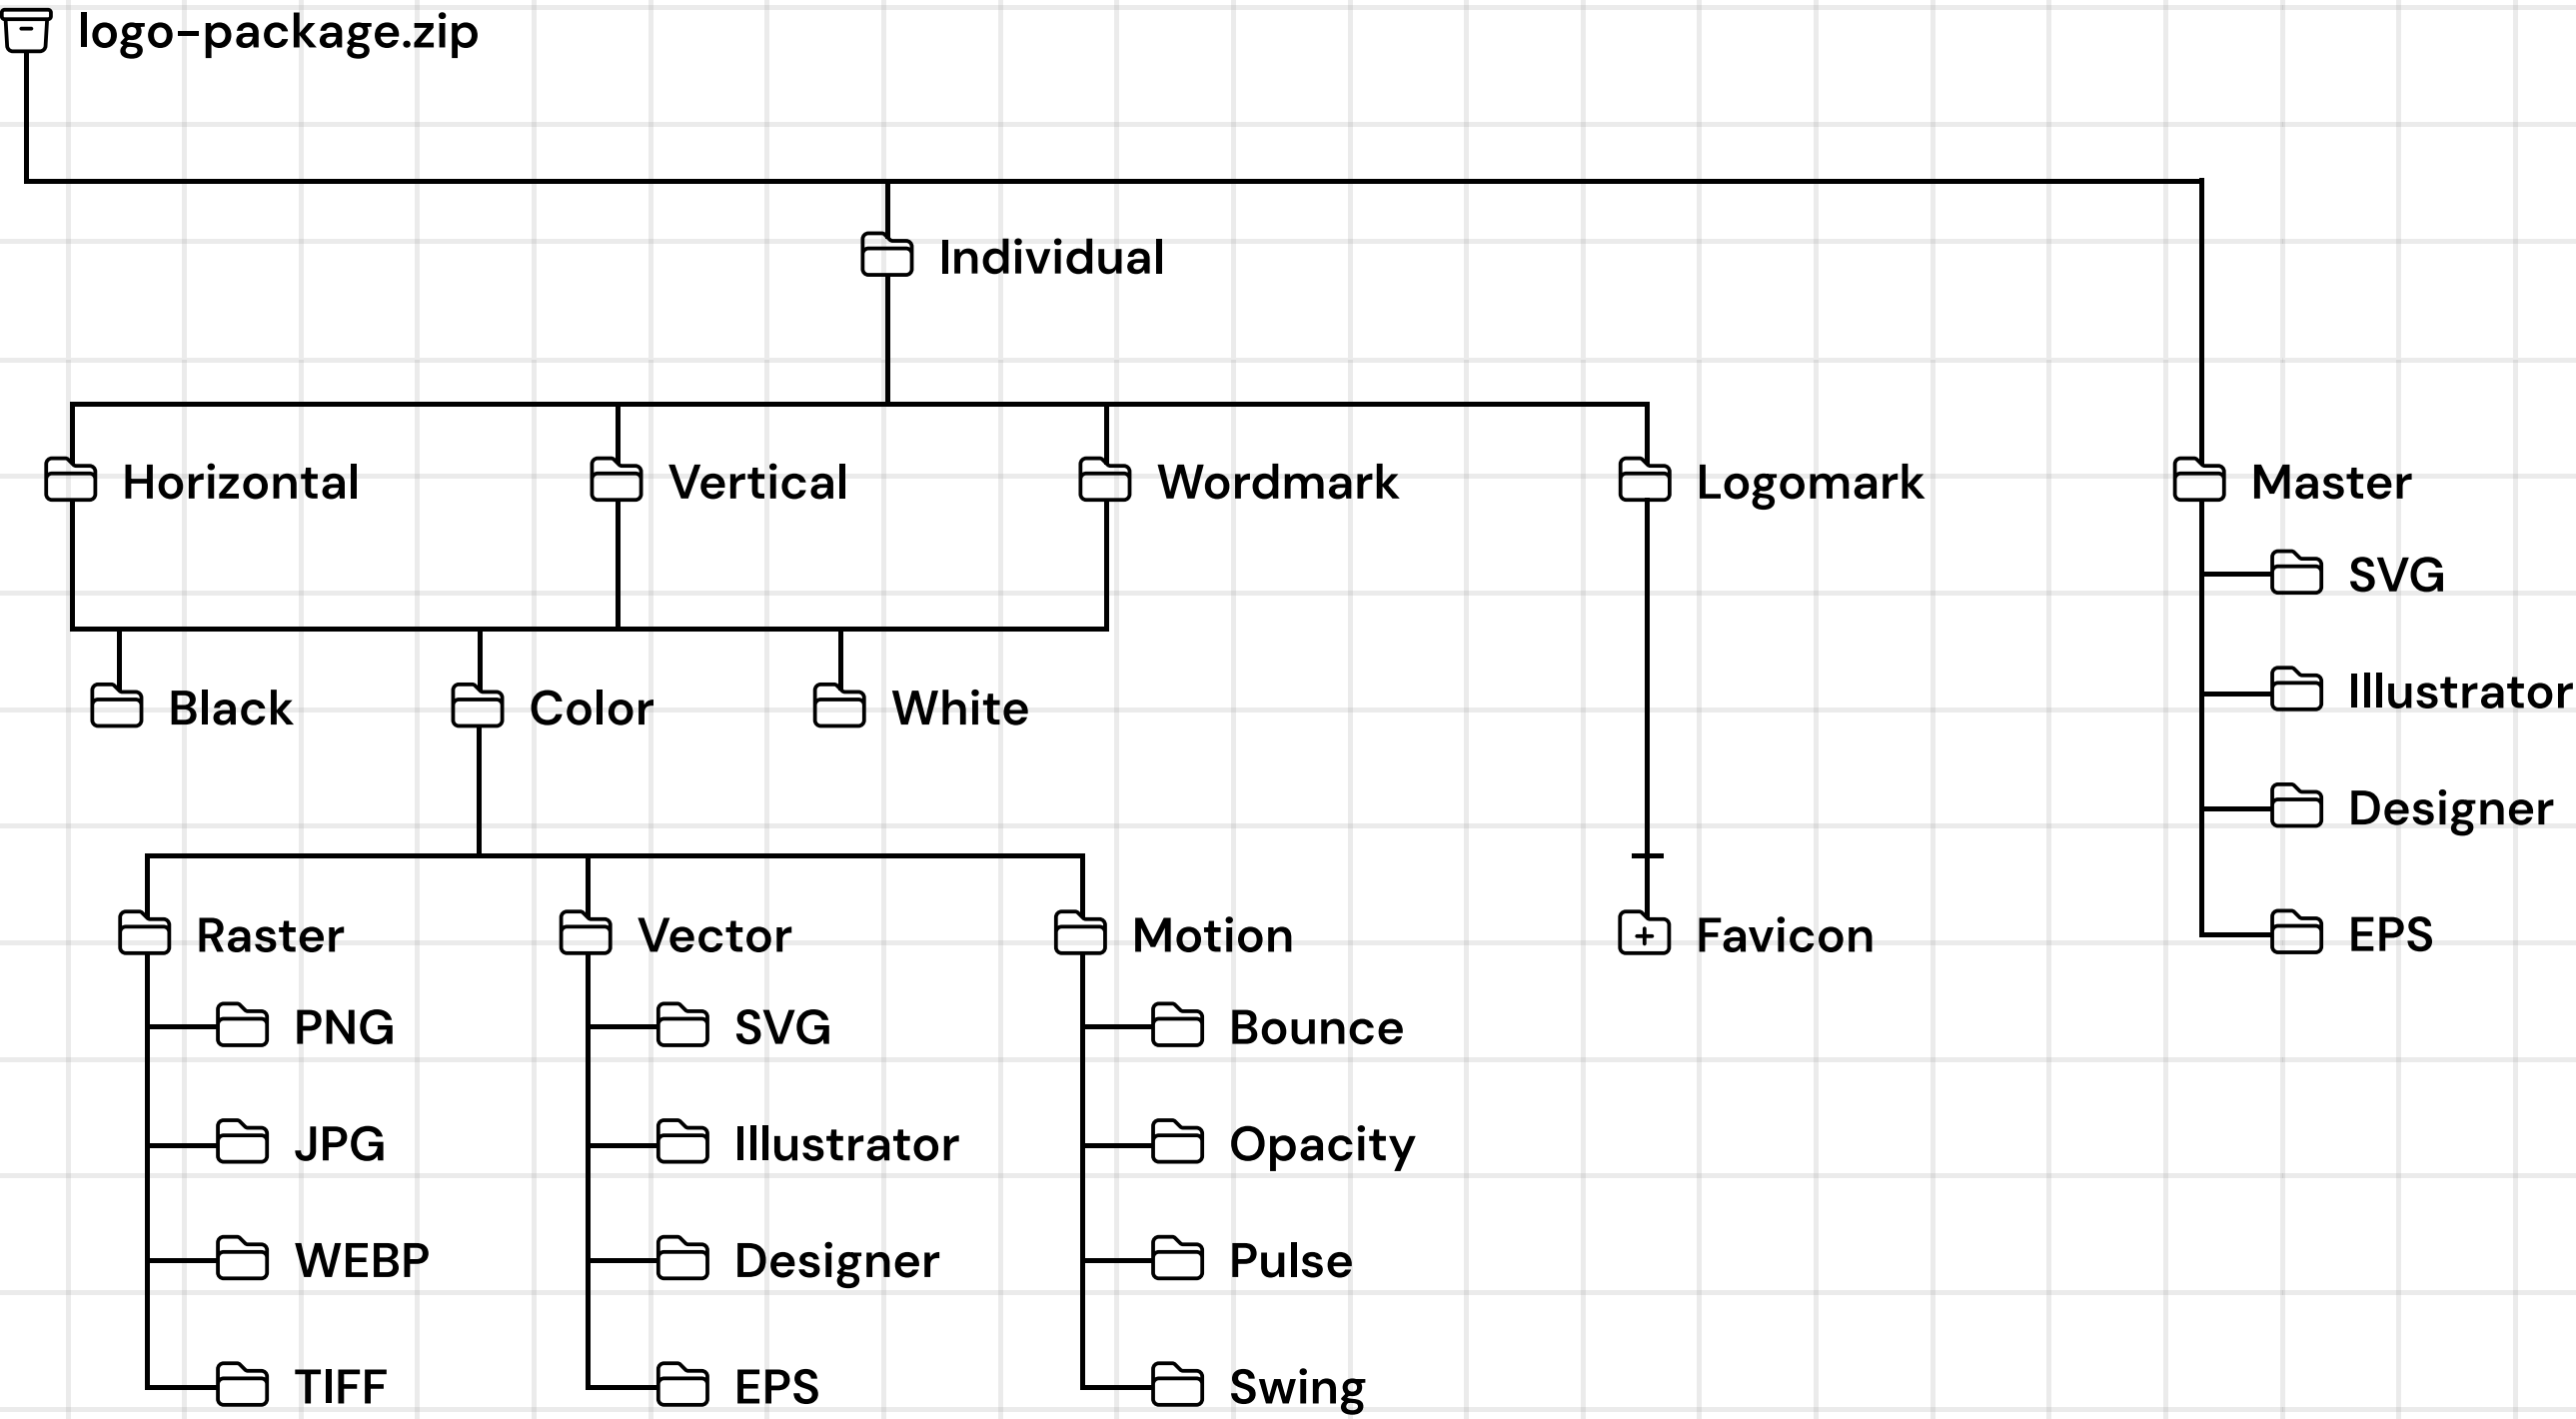 logo-package.zip
Individual
Horizontal
Vertical
Wordmark
Logomark
Master
SVG
Illustrator
Designer
EPS
Black
Color
White
Raster
PNG
JPG
WEBP
TIFF
Vector
SVG
Illustrator
Designer
EPS
Motion
Bounce
Opacity
Pulse
Swing
Favicon